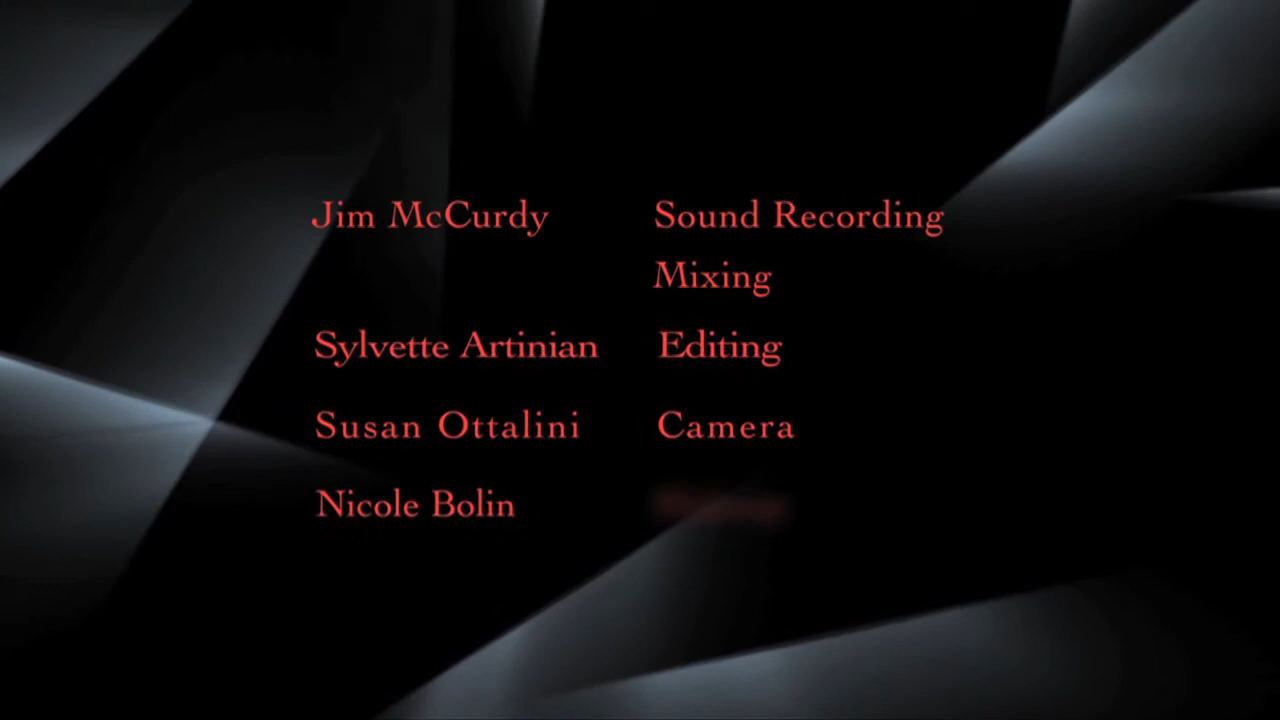 Jim McCurdy Sound Recording
Mixing
Sylvette Artinian Editing
Susan Ottalini Camera
Nicole Bolin